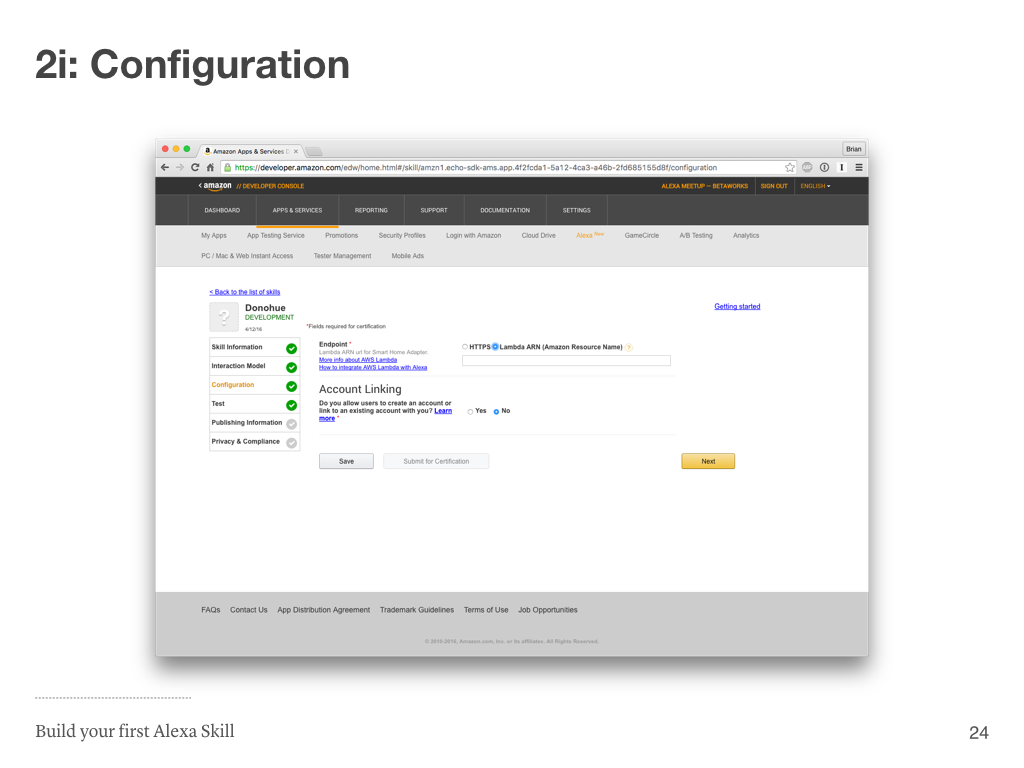 2i: Configuration
Amazon Apps & Services D
Brian
https://developer.amazon.com/edw/home.html#/skill/amzn1.echo-sdk-ams.app.4f2fcda1-5a12-4ca3-a46b-2fd685155d8f/configuration
amazon // DEVELOPER CONSOLE
ALEXA MEETUP – BETAWORKS SIGN OUT ENGLISH
DASHBOARD APPS & SERVICES REPORTING SUPPORT DOCUMENTATION SETTINGS
My Apps App Testing Service Promotions Security Profiles Login with Amazon Cloud Drive Alexa New GameCircle A/B Testing Analytics
PC / Mac & Web Instant Access Tester Management Mobile Ads
< Back to the list of skills
Getting started
?
Donohue
DEVELOPMENT
4/12/16
*Fields required for certification
Skill Information
Interaction Model
Configuration
Test
Publishing Information
Privacy & Compliance
Endpoint *
Lambda ARN url for Smart Home Adapter.
More info about AWS Lambda
How to integrate AWS Lambda with Alexa
HTTPS Lambda ARN (Amazon Resource Name) ?
Account Linking
Do you allow users to create an account or
link to an existing account with you? Learn
more *
Yes No
Save Submit for Certification Next
FAQs Contact Us App Distribution Agreement Trademark Guidelines Terms of Use Job Opportunities
© 2010-2016, Amazon.com, Inc. or its affiliates. All Rights Reserved.
Build your first Alexa Skill
24